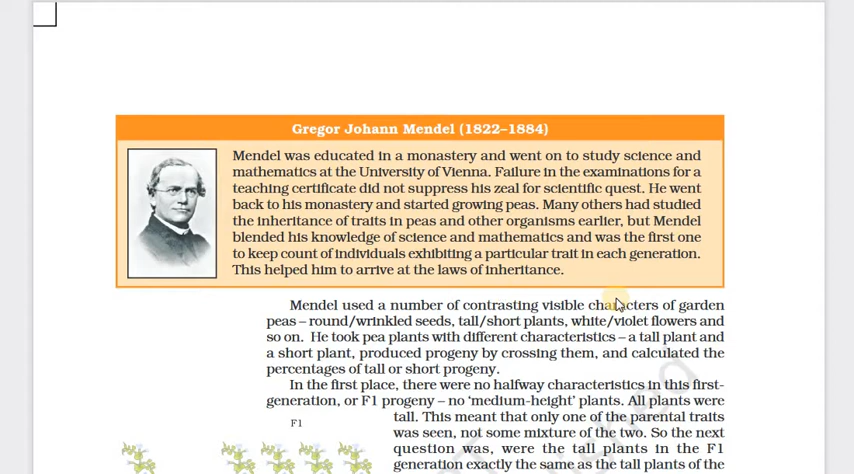 Gregor Johann Mendel (1822–1884)
Mendel was educated in a monastery and went on to study science and
mathematics at the University of Vienna. Failure in the examinations for a
teaching certificate did not suppress his zeal for scientific quest. He went
back to his monastery and started growing peas. Many others had studied
the inheritance of traits in peas and other organisms earlier, but Mendel
blended his knowledge of science and mathematics and was the first one
to keep count of individuals exhibiting a particular trait in each generation.
This helped him to arrive at the laws of inheritance.
Mendel used a number of contrasting visible characters of garden
peas – round/wrinkled seeds, tall/short plants, white/violet flowers and
so on. He took pea plants with different characteristics – a tall plant and
a short plant, produced progeny by crossing them, and calculated the
percentages of tall or short progeny.
In the first place, there were no halfway characteristics in this first-
generation, or F1 progeny – no ‘medium-height’ plants. All plants were
F1
tall. This meant that only one of the parental traits
was seen, not some mixture of the two. So the next
question was, were the tall plants in the F1
generation exactly the same as the tall plants of the